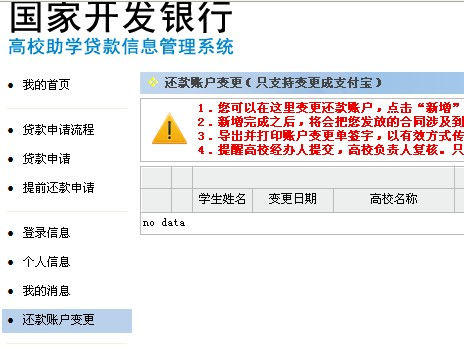 国家开发银行
高校助学贷款信息管理系统
我的首页
贷款申请流程
贷款申请
提前还款申请
登录信息
个人信息
我的消息
还款账户变更
还款账户变更(只支持变更成支付宝)
1.您可以在这里变更还款账户,点击“新增”
2.新增完成之后,将会把您发放的合同涉及到
3.导出并打印账户变更单签字,以有效方式传
4.提醒高校经办人提交,高校负责人复核。只
学生姓名 变更日期 高校名称
no data